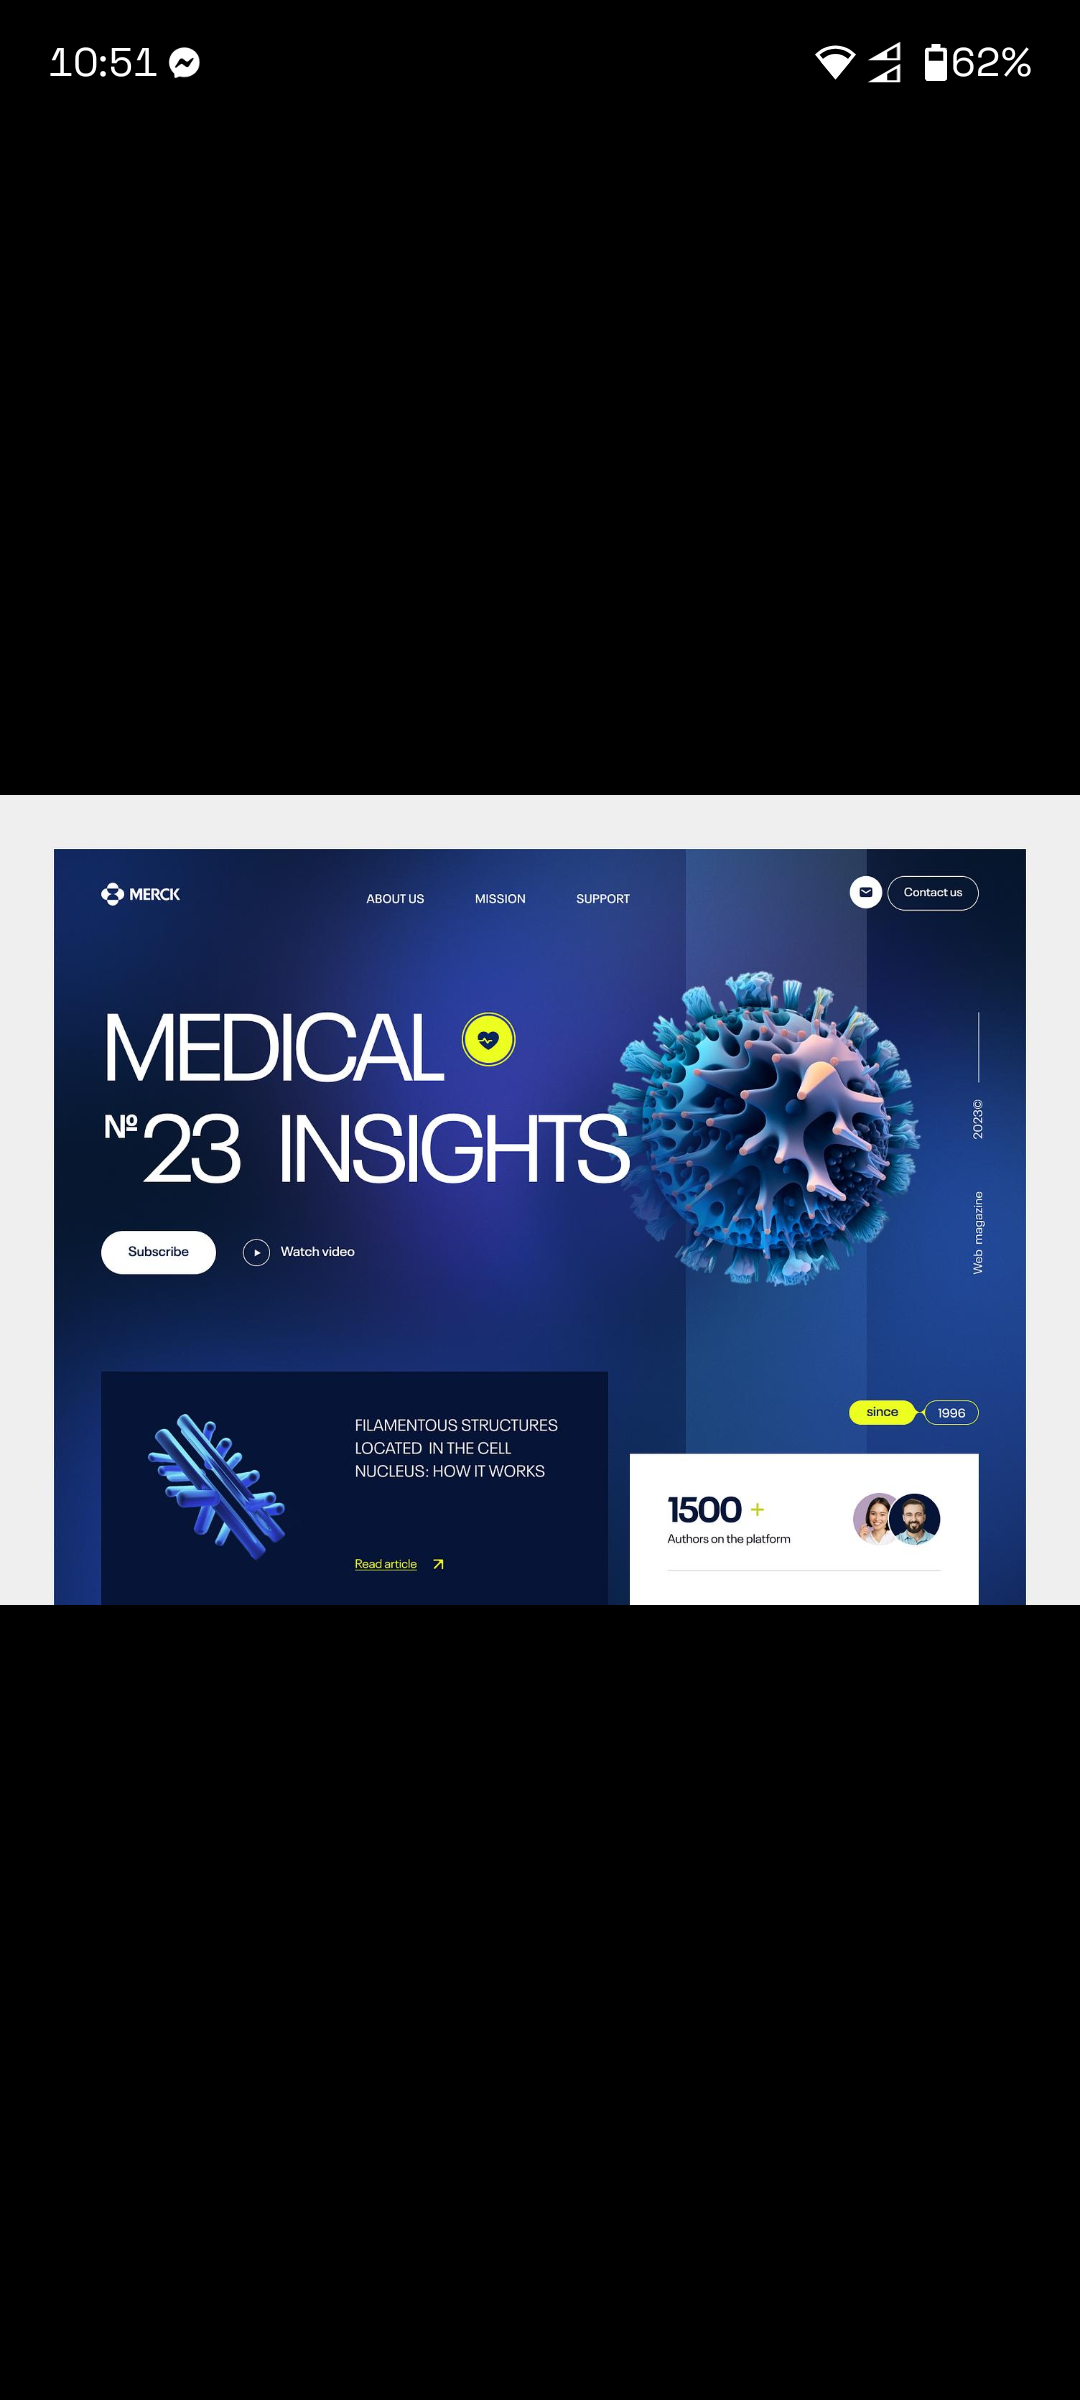 10:51
62%
MERCK
ABOUT US
MISSION
SUPPORT
Contact us
MEDICAL
№23 INSIGHTS
Subscribe
Watch video
2023©
Web magazine
FILAMENTOUS STRUCTURES
LOCATED IN THE CELL
NUCLEUS: HOW IT WORKS
Read article
since
1996
1500 +
Authors on the platform